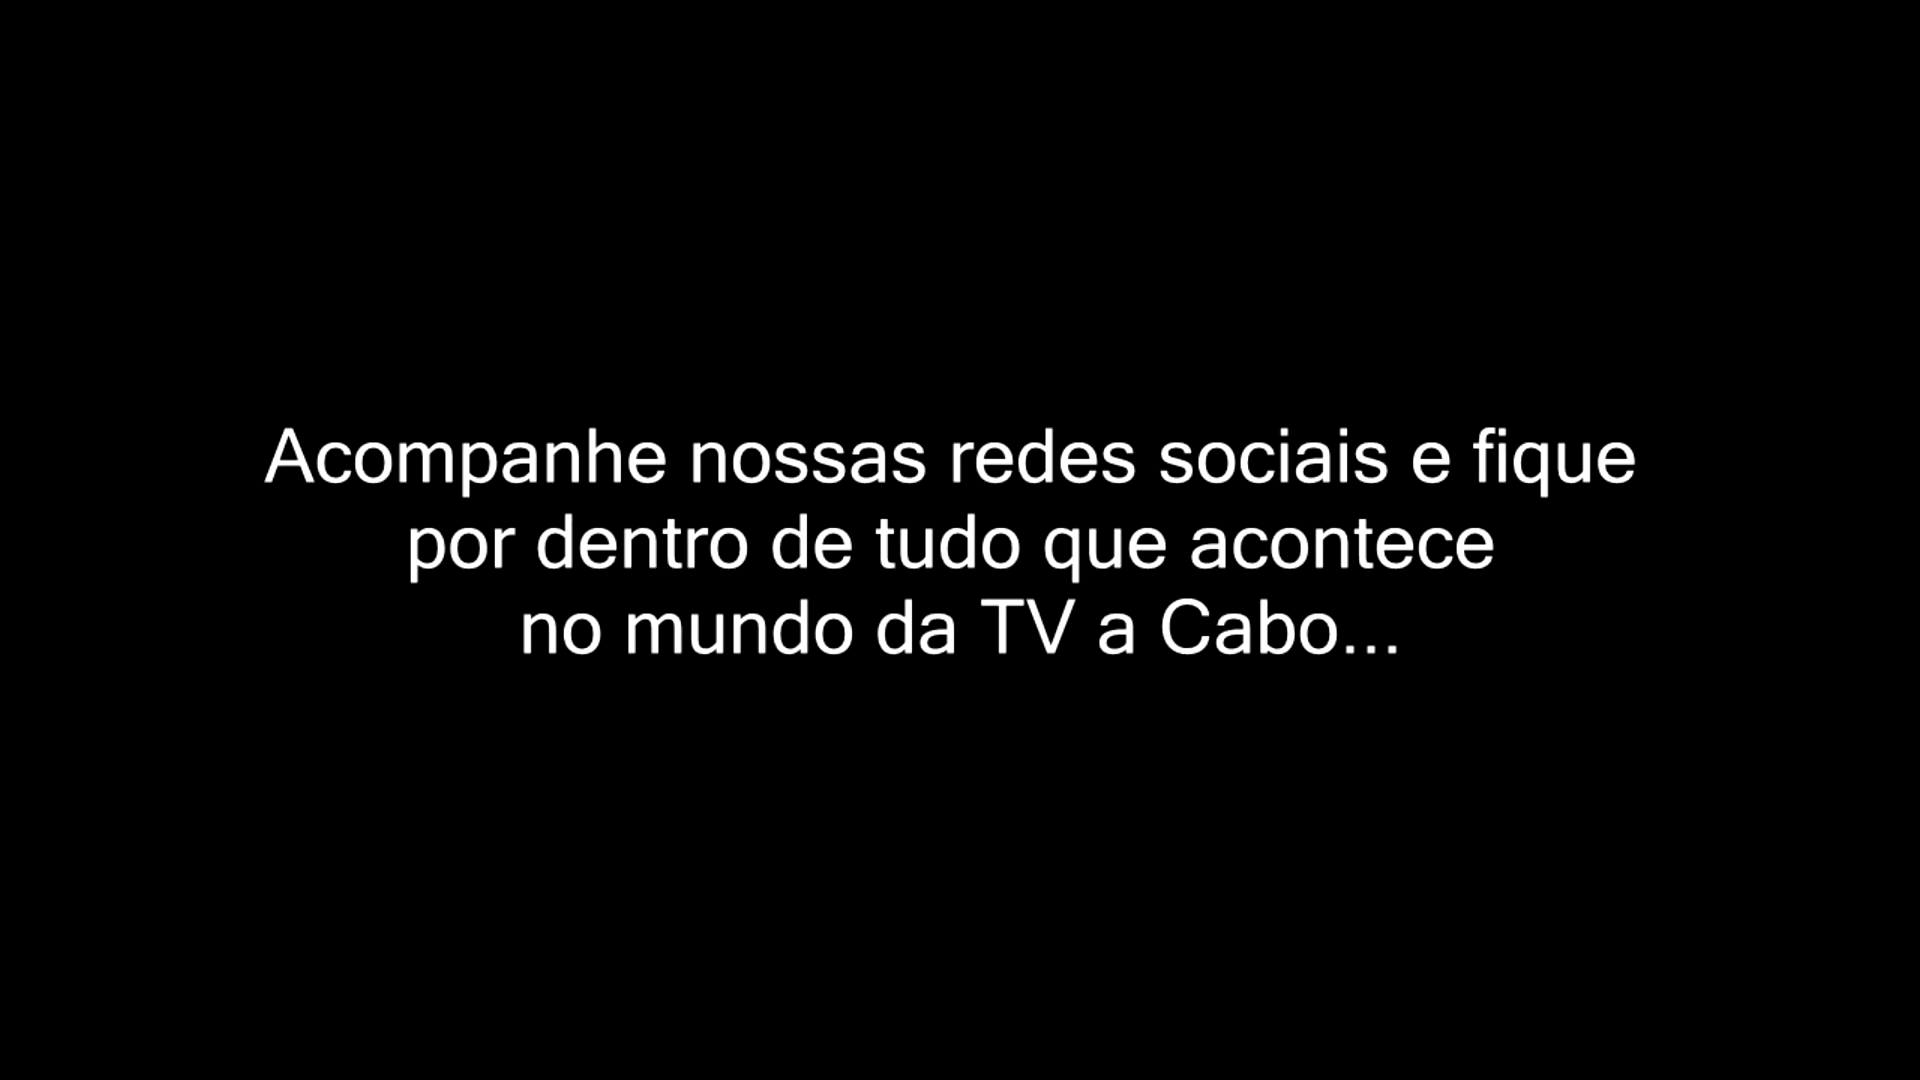 Acompanhe nossas redes sociais e fique
por dentro de tudo que acontece
no mundo da TV a Cabo...